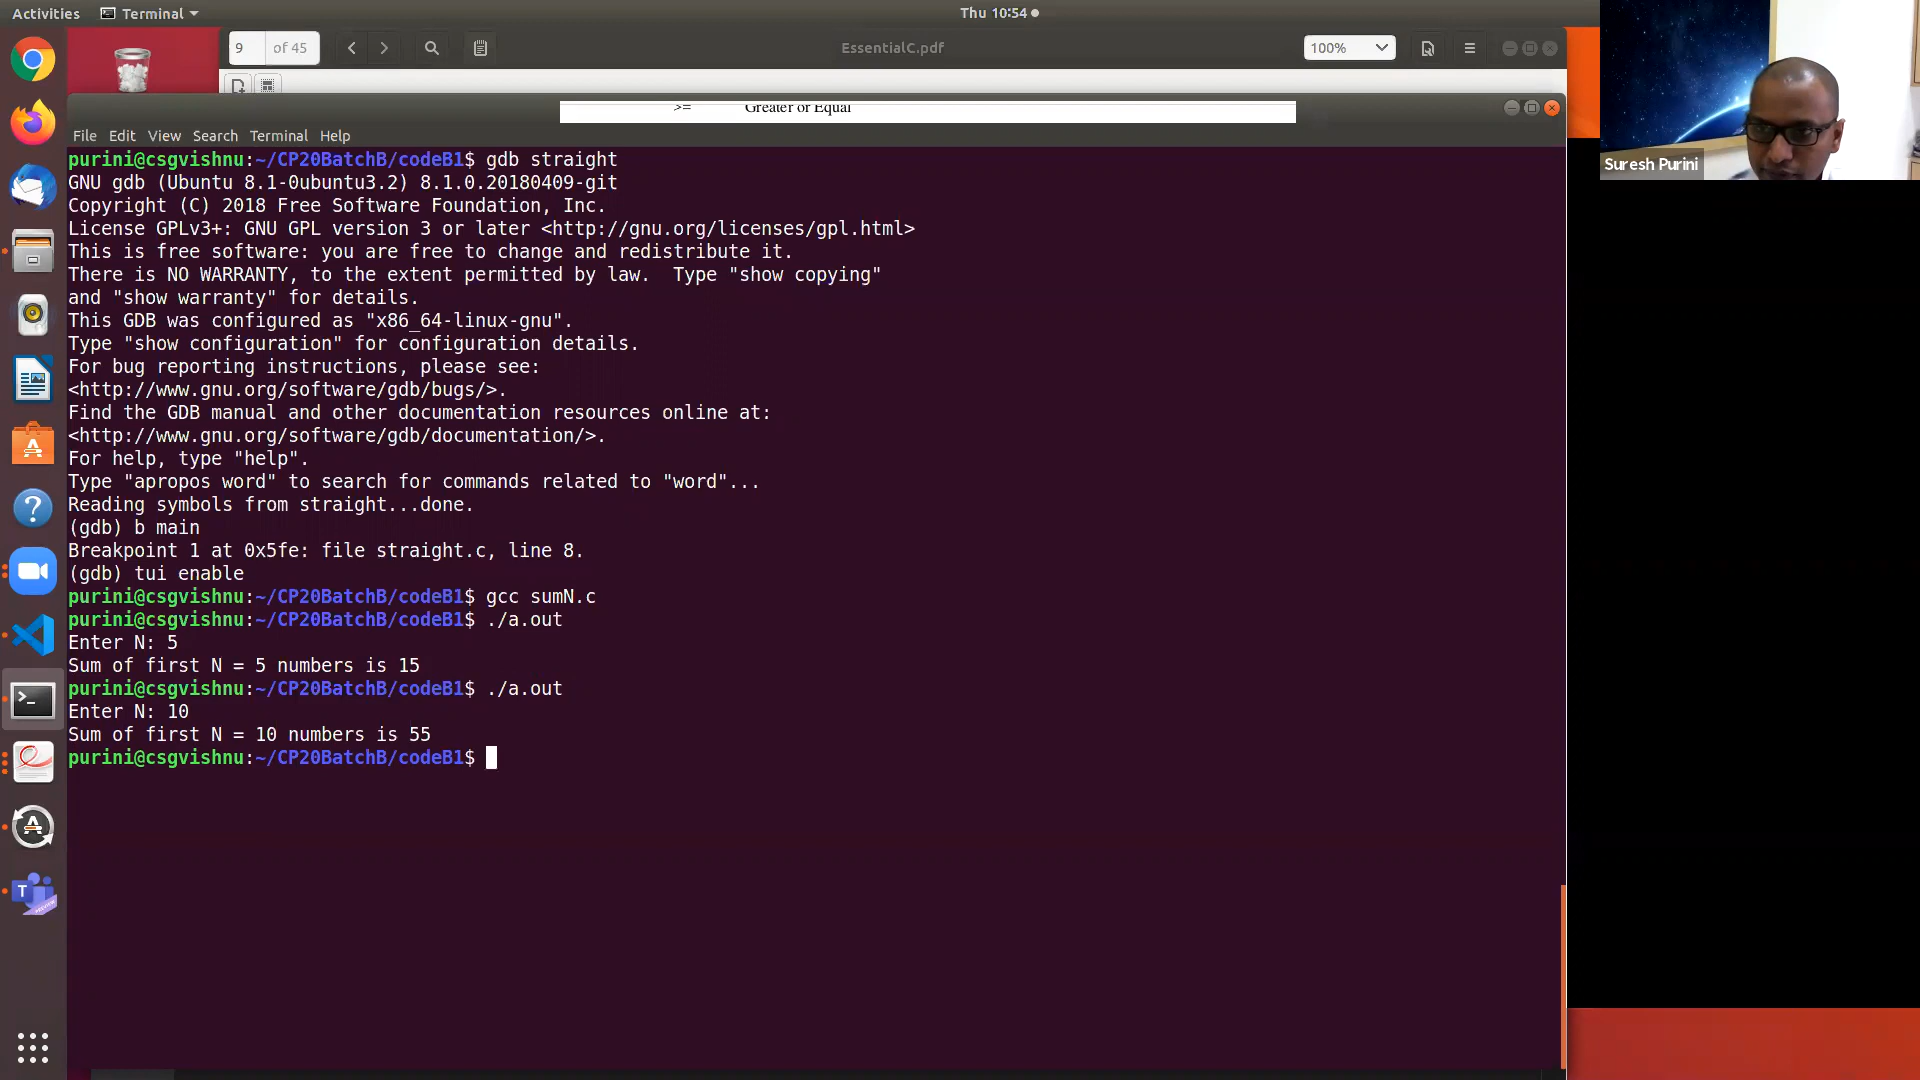 Activities
Terminal
Thu 10:54
9
of 45
EssentialC.pdf
100%
>= Greater or Equal
File Edit View Search Terminal Help
purini@csgvishnu:~/CP20BatchB/codeB1$ gdb straight
GNU gdb (Ubuntu 8.1-0ubuntu3.2) 8.1.0.20180409-git
Copyright (C) 2018 Free Software Foundation, Inc.
License GPLv3+: GNU GPL version 3 or later <http://gnu.org/licenses/gpl.html>
This is free software: you are free to change and redistribute it.
There is NO WARRANTY, to the extent permitted by law.  Type "show copying"
and "show warranty" for details.
This GDB was configured as "x86_64-linux-gnu".
Type "show configuration" for configuration details.
For bug reporting instructions, please see:
<http://www.gnu.org/software/gdb/bugs/>.
Find the GDB manual and other documentation resources online at:
<http://www.gnu.org/software/gdb/documentation/>.
For help, type "help".
Type "apropos word" to search for commands related to "word"...
Reading symbols from straight...done.
(gdb) b main
Breakpoint 1 at 0x5fe: file straight.c, line 8.
(gdb) tui enable
purini@csgvishnu:~/CP20BatchB/codeB1$ gcc sumN.c
purini@csgvishnu:~/CP20BatchB/codeB1$ ./a.out
Enter N: 5
Sum of first N = 5 numbers is 15
purini@csgvishnu:~/CP20BatchB/codeB1$ ./a.out
Enter N: 10
Sum of first N = 10 numbers is 55
purini@csgvishnu:~/CP20BatchB/codeB1$
Suresh Purini